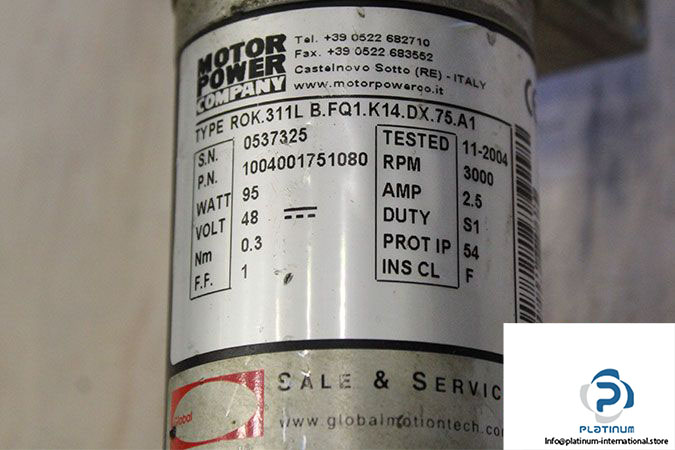 MOTOR
POWER
COMPANY
Tel. +39 0522 682710
Fax. +39 0522 683552
Castelnovo Sotto (RE) - ITALY
www.motorpowerco.it
TYPE ROK.311L B.FQ1.K14.DX.75.A1
S.N. 0537325
P.N. 1004001751080
WATT 95
VOLT 48
Nm 0.3
F.F. 1
TESTED 11-2004
RPM 3000
AMP 2.5
DUTY S1
PROT IP 54
INS CL F
Global
SALE & SERVIC
www.globalmotiontech.com
PLATINUM
Info@platinum-international.store